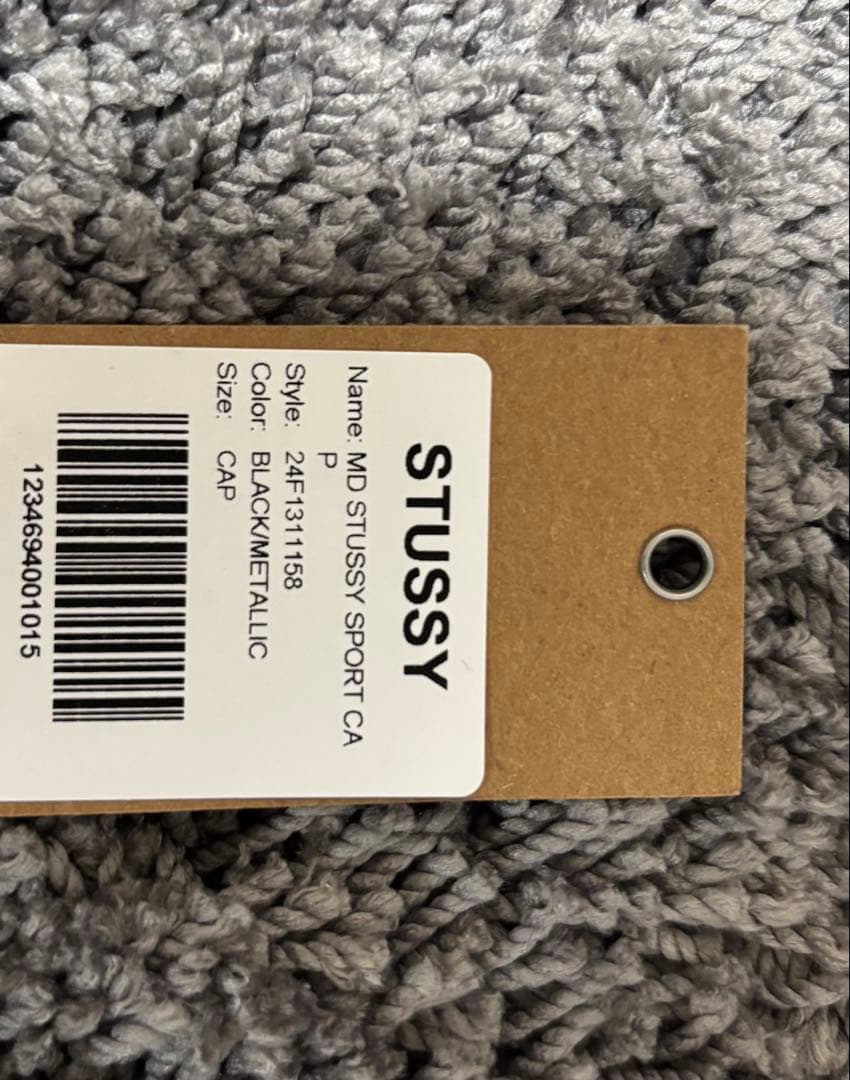 STUSSY
Name: MD STUSSY SPORT CA
P
Style: 24F1311158
Color: BLACK/METALLIC
Size: CAP
1234694001015